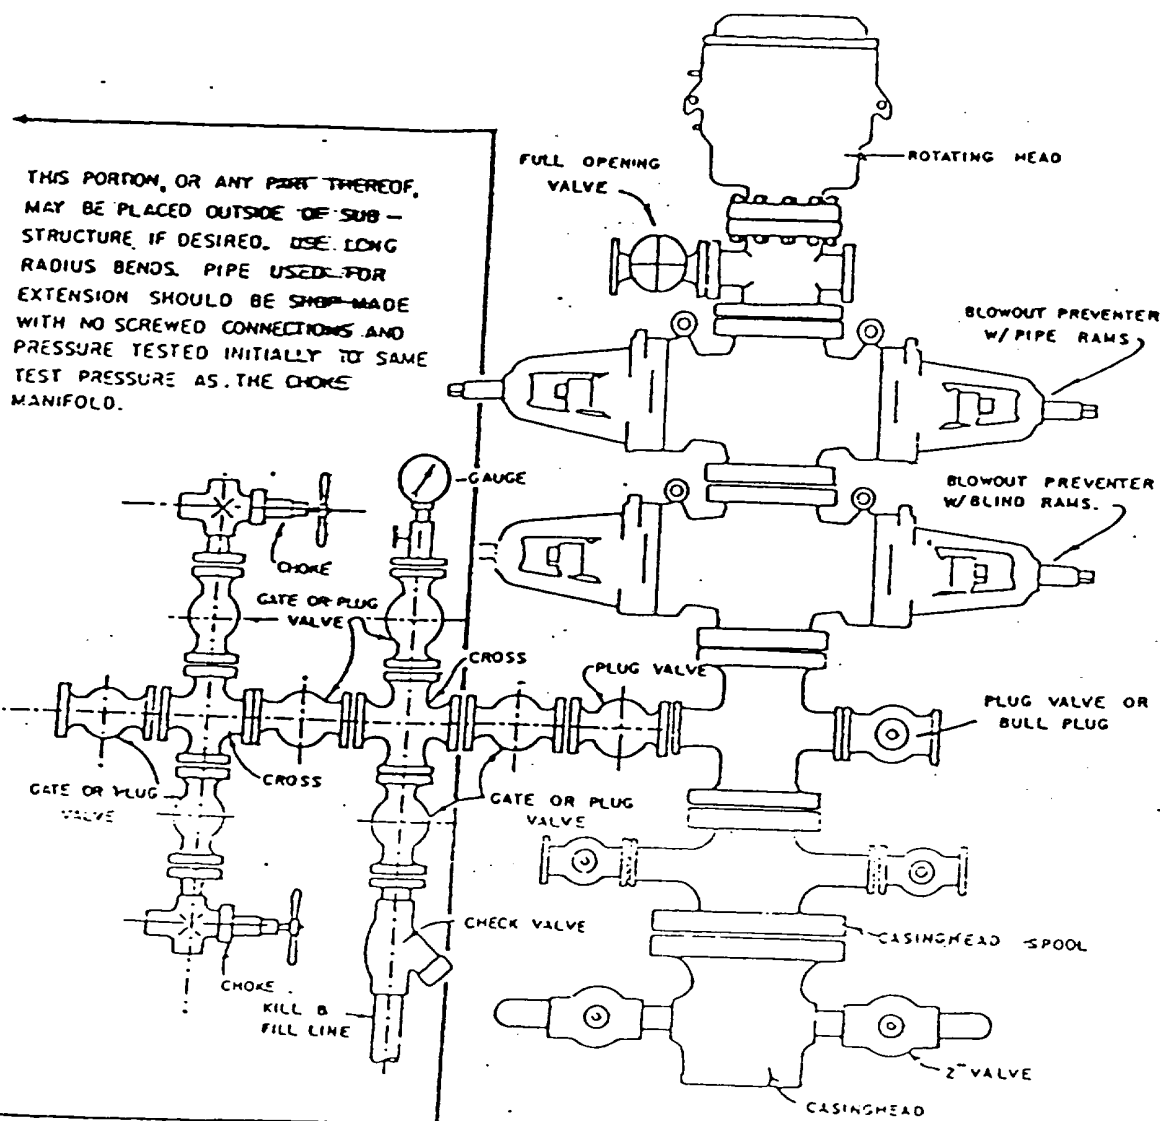 THIS PORTION, OR ANY PART THEREOF,
MAY BE PLACED OUTSIDE OF SUB-
STRUCTURE IF DESIRED. USE LONG
RADIUS BENDS. PIPE USED FOR
EXTENSION SHOULD BE SHOP MADE
WITH NO SCREWED CONNECTIONS AND
PRESSURE TESTED INITIALLY TO SAME
TEST PRESSURE AS THE CHOKE
MANIFOLD.
FULL OPENING
VALVE
ROTATING HEAD
BLOWOUT PREVENTER
W/ PIPE RAMS.
BLOWOUT PREVENTER
W/BLIND RAMS.
GAUGE
CHOKE
GATE OR PLUG
VALVE
CROSS
PLUG VALVE
PLUG VALVE OR
BULL PLUG
CROSS
GATE OR PLUG
VALVE
GATE OR PLUG
VALVE
CHECK VALVE
CASINGHEAD SPOOL
CHOKE
KILL &
FILL LINE
2" VALVE
CASINGHEAD